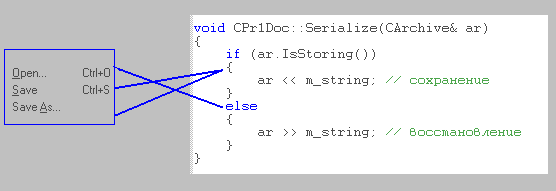 Open... Ctrl+O
Save Ctrl+S
Save As...
void CPr1Doc::Serialize(CArchive& ar)
{
if (ar.IsStoring())
{
ar << m_string; // сохранение
}
else
{
ar >> m_string; // восстановление
}
}